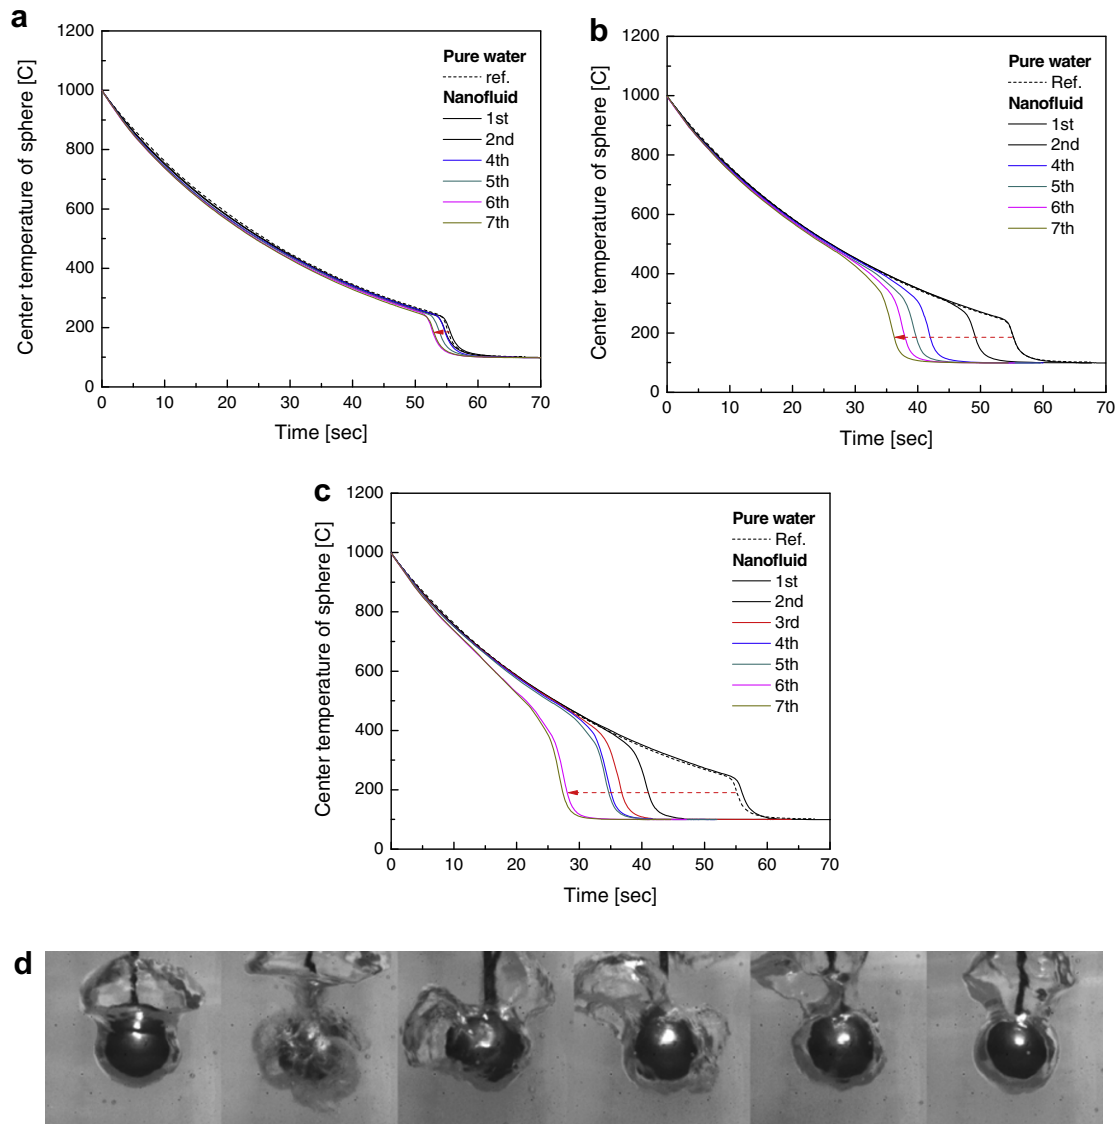 a
1200
1000
800
600
400
200
0
Center temperature of sphere [C]
Pure water
ref.
Nanofluid
1st
2nd
4th
5th
6th
7th
0 10 20 30 40 50 60 70
Time [sec]
b
1200
1000
800
600
400
200
0
Center temperature of sphere [C]
Pure water
Ref.
Nanofluid
1st
2nd
4th
5th
6th
7th
0 10 20 30 40 50 60 70
Time [sec]
c
1200
1000
800
600
400
200
0
Center temperature of sphere [C]
Pure water
Ref.
Nanofluid
1st
2nd
3rd
4th
5th
6th
7th
0 10 20 30 40 50 60 70
Time [sec]
d